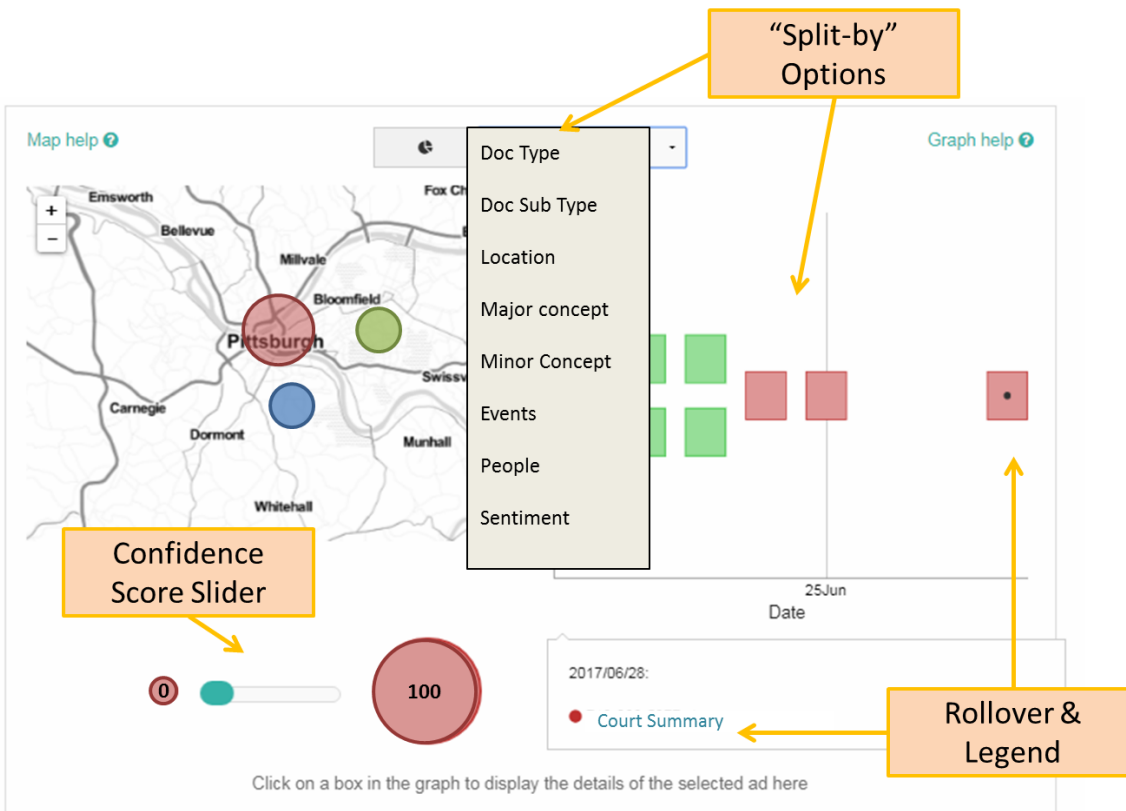 “Split-by”
Options
Map help
Graph help
Doc Type
Doc Sub Type
Location
Major concept
Minor Concept
Events
People
Sentiment
+
−
Emsworth
Fox Ch
Bellevue
Millvale
Bloomfield
Pittsburgh
Swissv
Carnegie
Dormont
Munhall
Whitehall
Confidence
Score Slider
25Jun
Date
0
100
2017/06/28:
Court Summary
Rollover &
Legend
Click on a box in the graph to display the details of the selected ad here